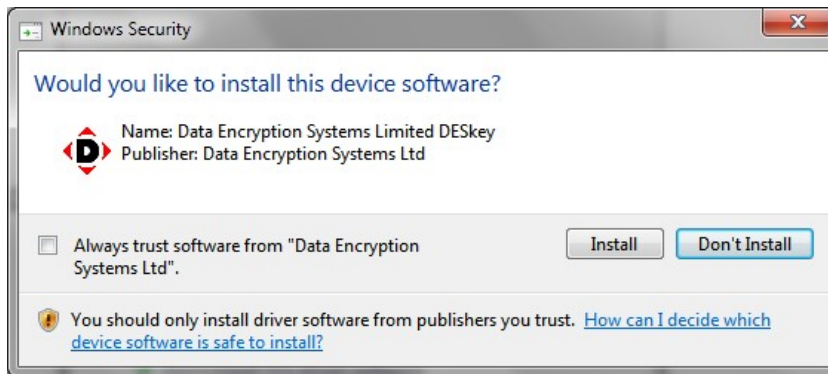 Windows Security
Would you like to install this device software?
D
Name: Data Encryption Systems Limited DESkey
Publisher: Data Encryption Systems Ltd
Always trust software from "Data Encryption
Systems Ltd".
Install
Don't Install
You should only install driver software from publishers you trust. How can I decide which
device software is safe to install?